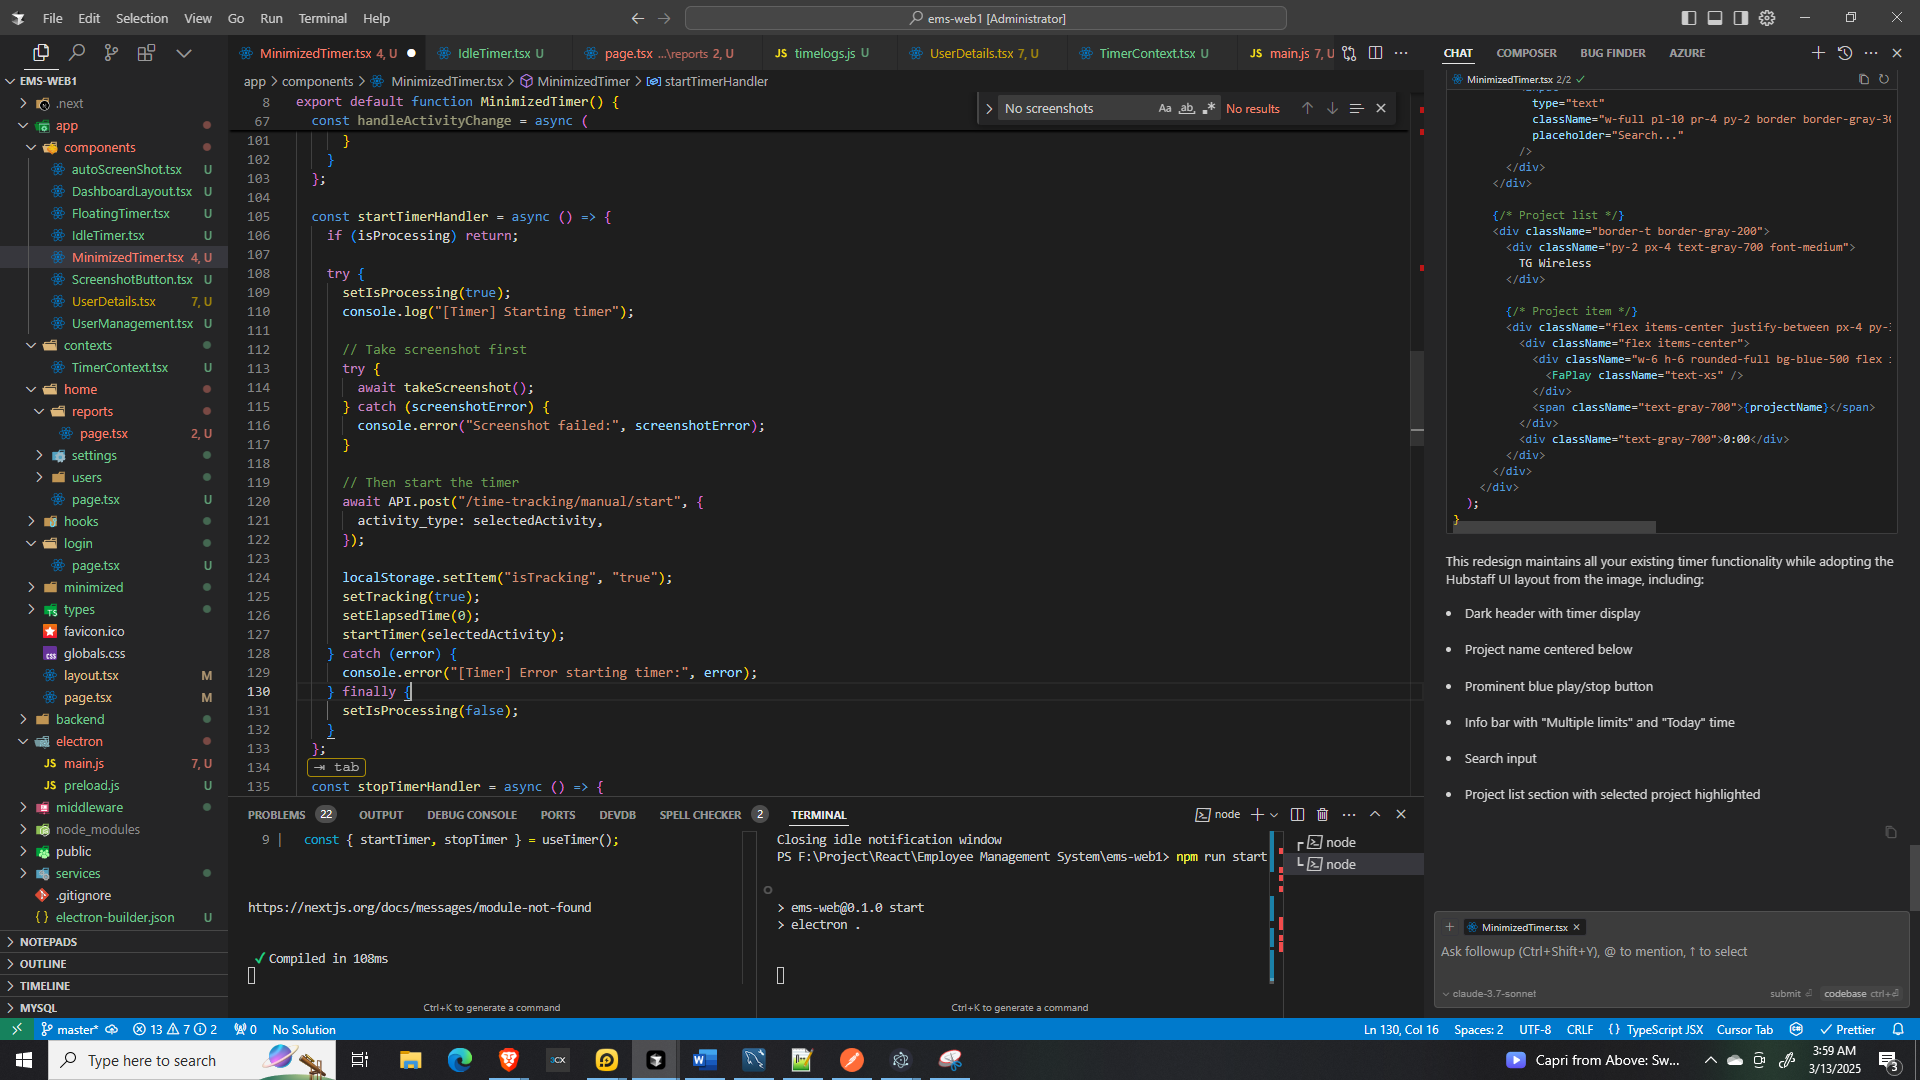 File Edit Selection View Go Run Terminal Help
ems-web1 [Administrator]
MinimizedTimer.tsx 4, U
IdleTimer.tsx U
page.tsx ...\reports 2, U
JS timelogs.js U
UserDetails.tsx 7, U
TimerContext.tsx U
JS main.js 7, U
app > components > MinimizedTimer.tsx > MinimizedTimer > startTimerHandler
EMS-WEB1
.next
app
components
autoScreenShot.tsx U
DashboardLayout.tsx U
FloatingTimer.tsx U
IdleTimer.tsx U
MinimizedTimer.tsx 4, U
ScreenshotButton.tsx U
UserDetails.tsx 7, U
UserManagement.tsx U
contexts
TimerContext.tsx U
home
reports
page.tsx 2, U
settings
users
page.tsx U
hooks
login
page.tsx U
minimized
types
favicon.ico
globals.css
layout.tsx M
page.tsx M
backend
electron
JS main.js 7, U
JS preload.js U
middleware
node_modules
public
services
.gitignore
{} electron-builder.json U
NOTEPADS
OUTLINE
TIMELINE
MYSQL
No screenshots Aa ab .* No results
8 export default function MinimizedTimer() {
67 const handleActivityChange = async (
101 }
102 }
103 };
104
105 const startTimerHandler = async () => {
106 if (isProcessing) return;
107
108 try {
109 setIsProcessing(true);
110 console.log("[Timer] Starting timer");
111
112 // Take screenshot first
113 try {
114 await takeScreenshot();
115 } catch (screenshotError) {
116 console.error("Screenshot failed:", screenshotError);
117 }
118
119 // Then start the timer
120 await API.post("/time-tracking/manual/start", {
121 activity_type: selectedActivity,
122 });
123
124 localStorage.setItem("isTracking", "true");
125 setTracking(true);
126 setElapsedTime(0);
127 startTimer(selectedActivity);
128 } catch (error) {
129 console.error("[Timer] Error starting timer:", error);
130 } finally {
131 setIsProcessing(false);
132 }
133 };
134 ⇥ tab
135 const stopTimerHandler = async () => {
PROBLEMS 22 OUTPUT DEBUG CONSOLE PORTS DEVDB SPELL CHECKER 2 TERMINAL
node
9 | const { startTimer, stopTimer } = useTimer();
https://nextjs.org/docs/messages/module-not-found
✓ Compiled in 108ms
Ctrl+K to generate a command
Closing idle notification window
PS F:\Project\React\Employee Management System\ems-web1> npm run start
> ems-web@0.1.0 start
> electron .
Ctrl+K to generate a command
node
node
CHAT COMPOSER BUG FINDER AZURE
MinimizedTimer.tsx 2/2 ✓
type="text"
className="w-full pl-10 pr-4 py-2 border border-gray-30
placeholder="Search..."
/>
</div>
</div>
{/* Project list */}
<div className="border-t border-gray-200">
<div className="py-2 px-4 text-gray-700 font-medium">
TG Wireless
</div>
{/* Project item */}
<div className="flex items-center justify-between px-4 py-
<div className="flex items-center">
<div className="w-6 h-6 rounded-full bg-blue-500 flex i
<FaPlay className="text-xs" />
</div>
<span className="text-gray-700">{projectName}</span>
</div>
<div className="text-gray-700">0:00</div>
</div>
</div>
</div>
);
}
This redesign maintains all your existing timer functionality while adopting the
Hubstaff UI layout from the image, including:
• Dark header with timer display
• Project name centered below
• Prominent blue play/stop button
• Info bar with "Multiple limits" and "Today" time
• Search input
• Project list section with selected project highlighted
+ MinimizedTimer.tsx ×
Ask followup (Ctrl+Shift+Y), @ to mention, ↑ to select
claude-3.7-sonnet
submit
codebase ctrl+
master* 13 7 2 0 No Solution
Ln 130, Col 16 Spaces: 2 UTF-8 CRLF {} TypeScript JSX Cursor Tab Prettier
Type here to search
Capri from Above: Sw...
3:59 AM
3/13/2025
3